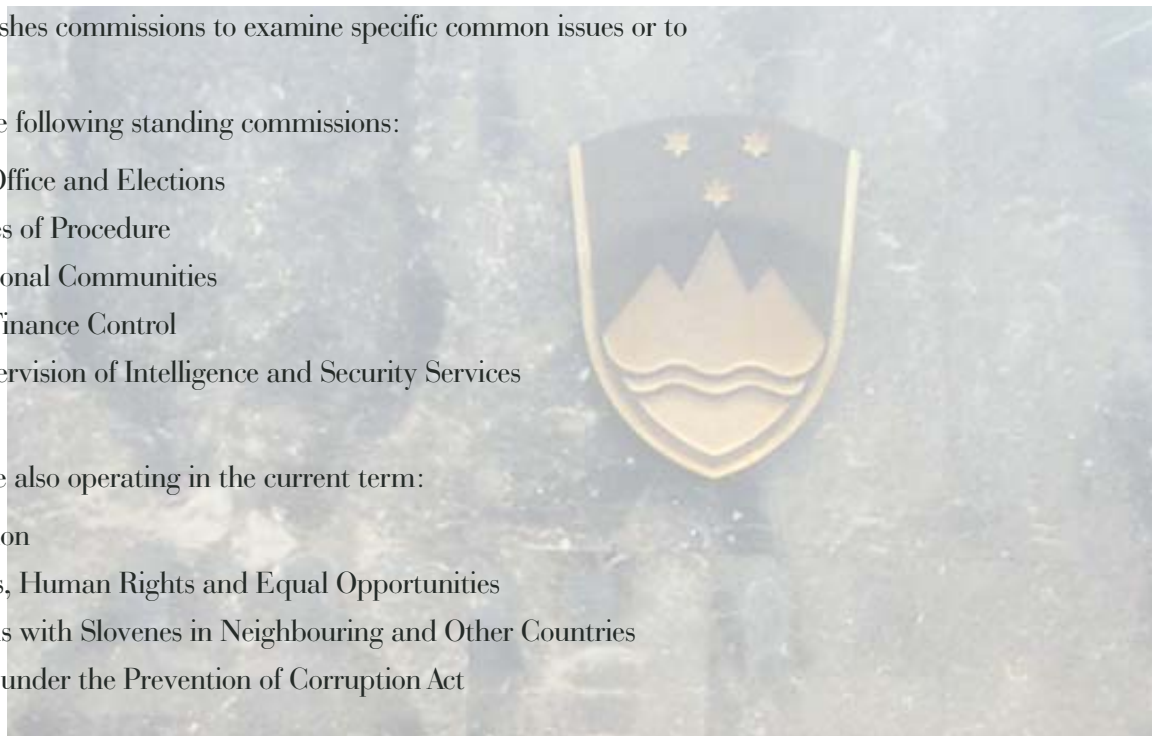 shes commissions to examine specific common issues or to
e following standing commissions:
Office and Elections
es of Procedure
onal Communities
Finance Control
ervision of Intelligence and Security Services
e also operating in the current term:
on
s, Human Rights and Equal Opportunities
s with Slovenes in Neighbouring and Other Countries
under the Prevention of Corruption Act